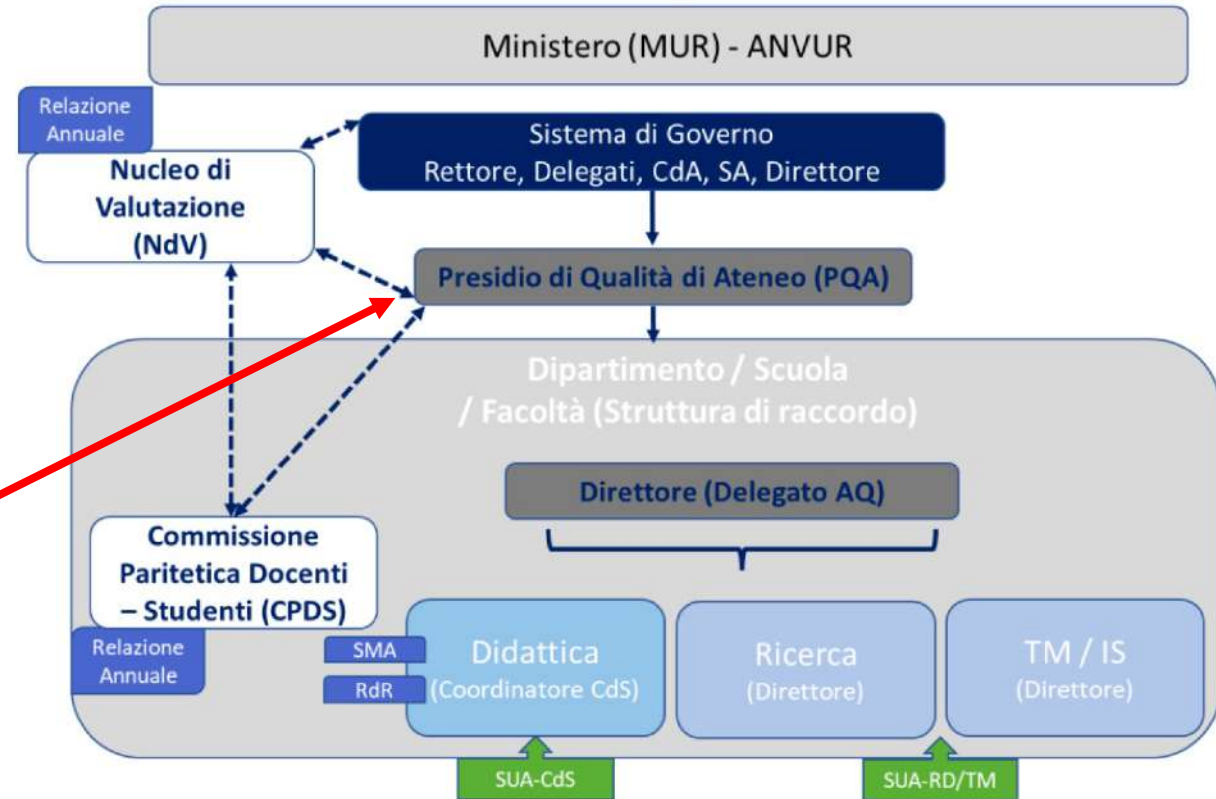 Ministero (MUR) - ANVUR
Relazione
Annuale
Nucleo di
Valutazione
(NdV)
Sistema di Governo
Rettore, Delegati, CdA, SA, Direttore
Presidio di Qualità di Ateneo (PQA)
Dipartimento / Scuola
/ Facoltà (Struttura di raccordo)
Direttore (Delegato AQ)
Commissione
Paritetica Docenti
– Studenti (CPDS)
Relazione
Annuale
SMA
RdR
Didattica
(Coordinatore CdS)
Ricerca
(Direttore)
TM / IS
(Direttore)
SUA-CdS
SUA-RD/TM